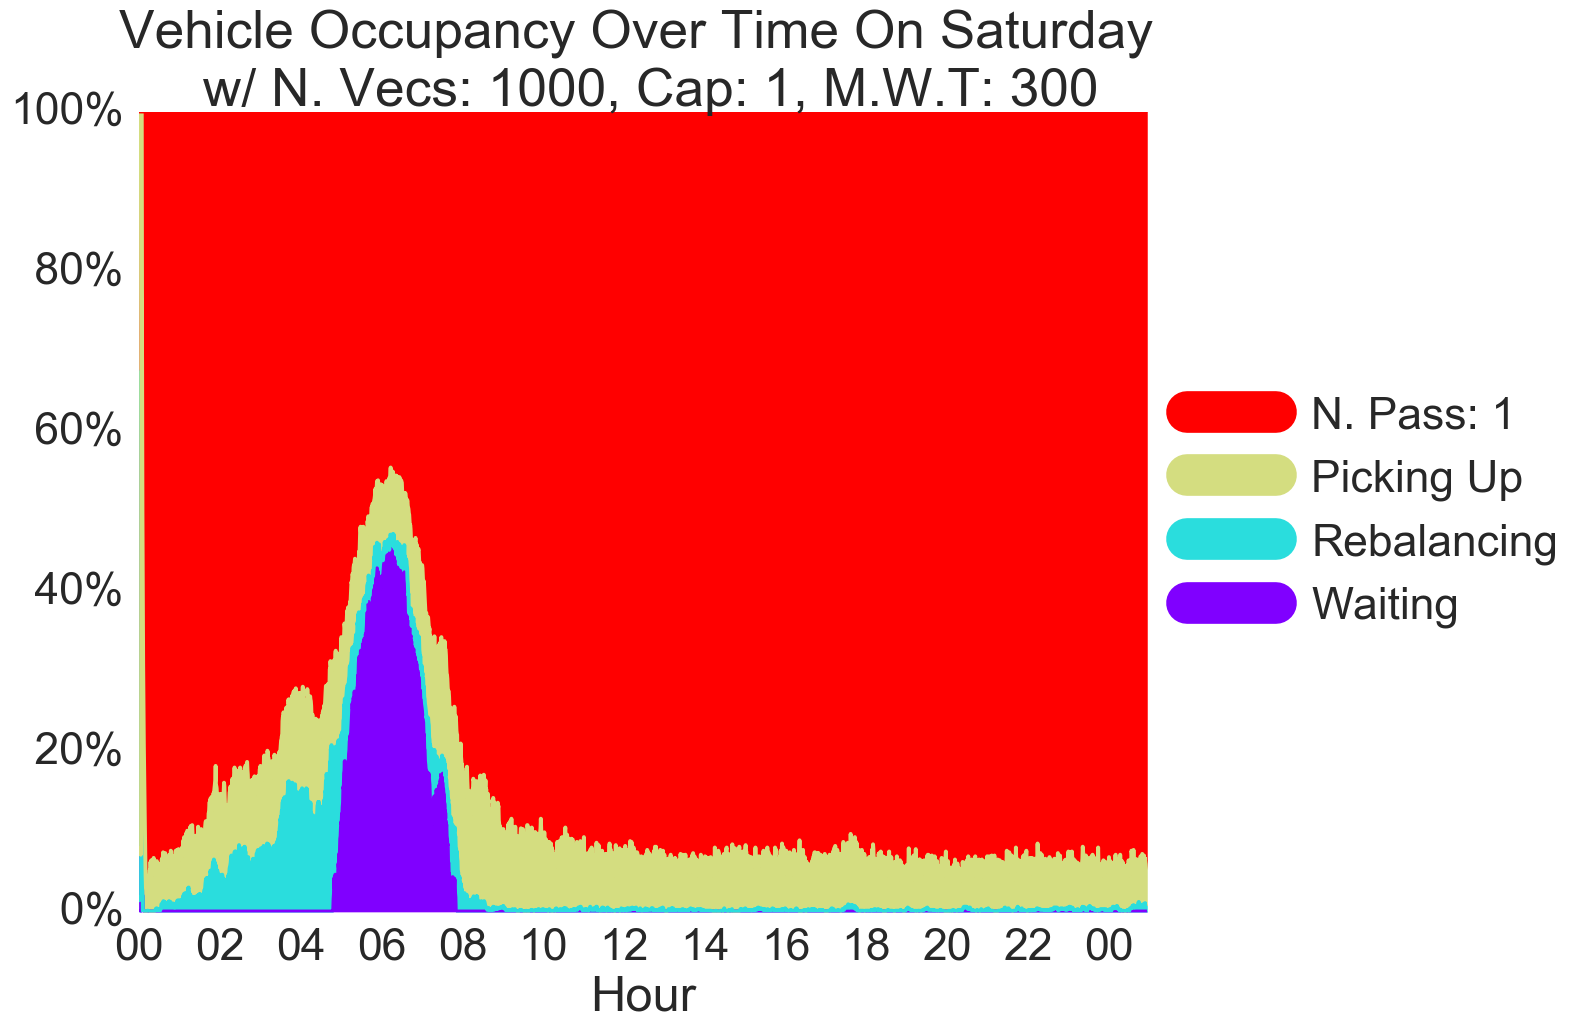 Vehicle Occupancy Over Time On Saturday
w/ N. Vecs: 1000, Cap: 1, M.W.T: 300
100%
80%
60%
40%
20%
0%
00 02 04 06 08 10 12 14 16 18 20 22 00
Hour
N. Pass: 1
Picking Up
Rebalancing
Waiting